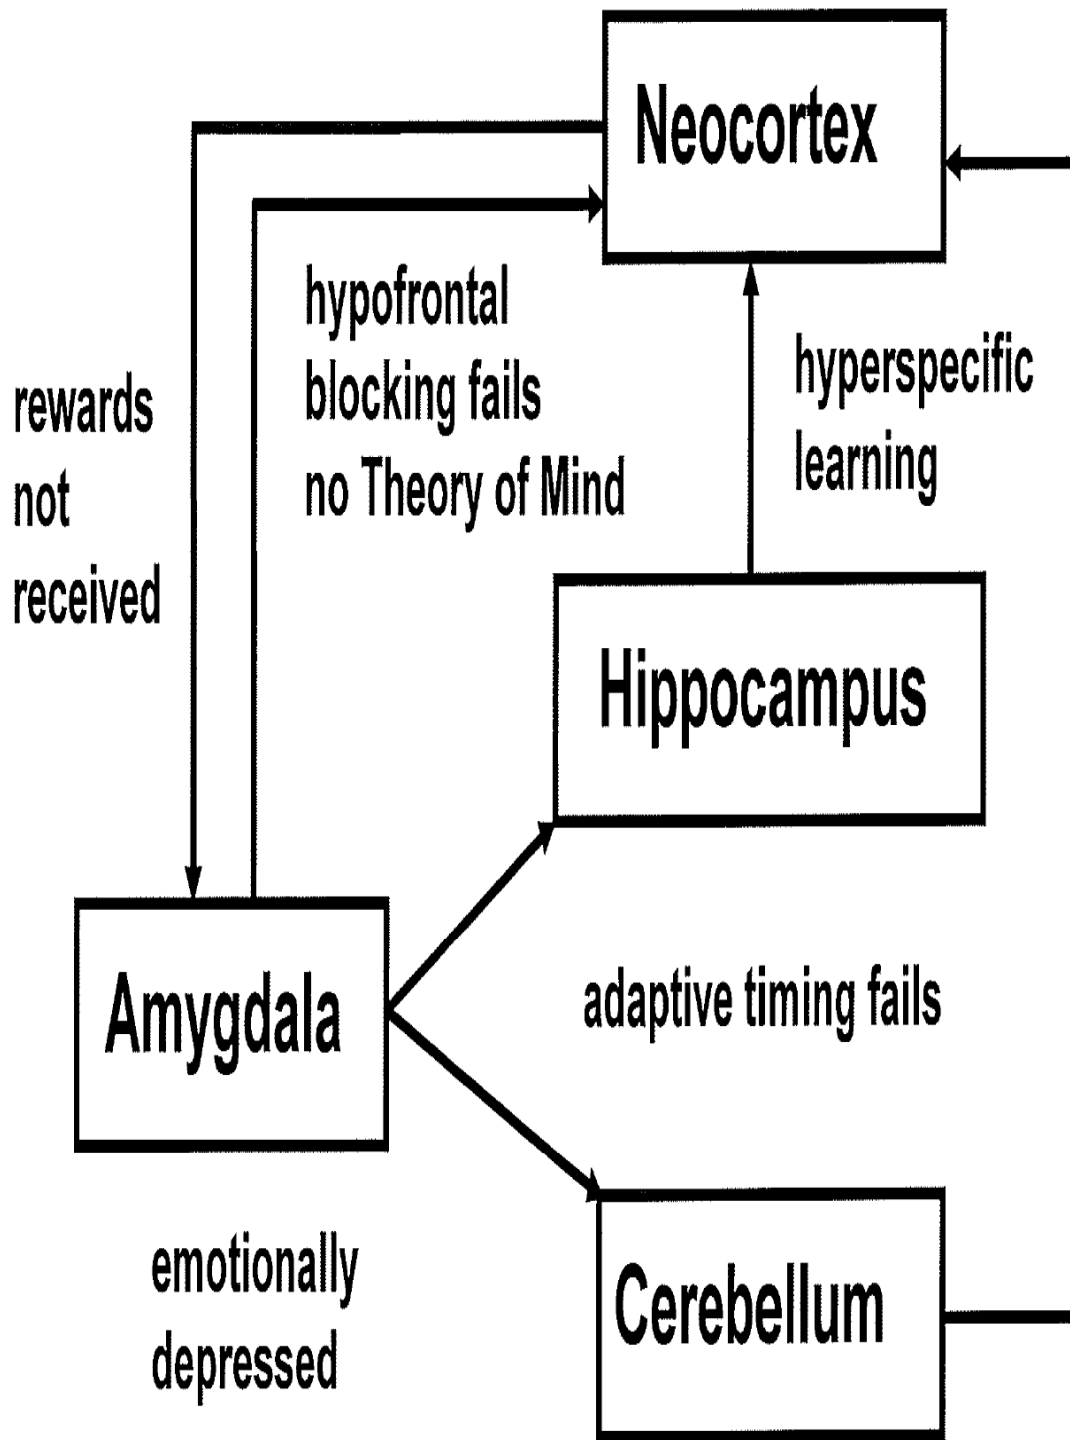 Neocortex
hypofrontal
blocking fails
no Theory of Mind
hyperspecific
learning
rewards
not
received
Hippocampus
Amygdala
adaptive timing fails
emotionally
depressed
Cerebellum